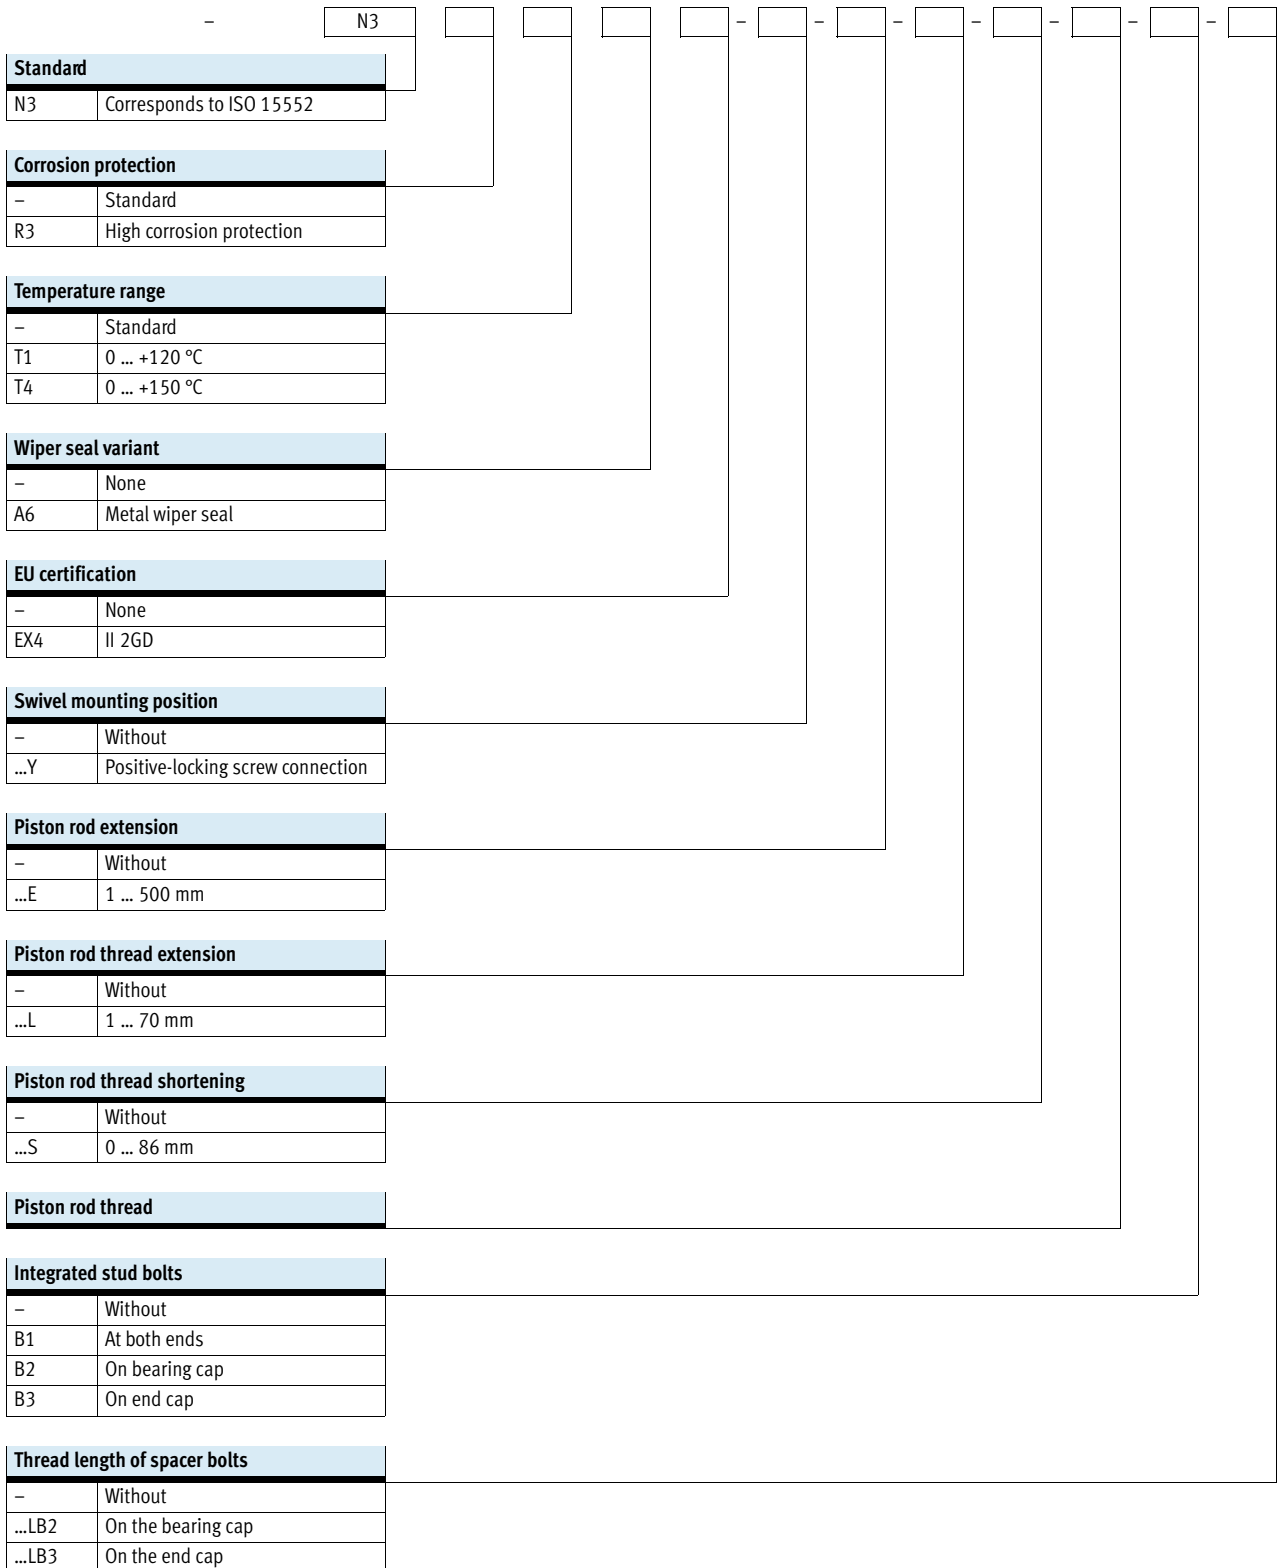 – N3 – – – – – – –
Standard
N3 Corresponds to ISO 15552
Corrosion protection
– Standard
R3 High corrosion protection
Temperature range
– Standard
T1 0 ... +120 °C
T4 0 ... +150 °C
Wiper seal variant
– None
A6 Metal wiper seal
EU certification
– None
EX4 II 2GD
Swivel mounting position
– Without
...Y Positive-locking screw connection
Piston rod extension
– Without
...E 1 ... 500 mm
Piston rod thread extension
– Without
...L 1 ... 70 mm
Piston rod thread shortening
– Without
...S 0 ... 86 mm
Piston rod thread
Integrated stud bolts
– Without
B1 At both ends
B2 On bearing cap
B3 On end cap
Thread length of spacer bolts
– Without
...LB2 On the bearing cap
...LB3 On the end cap